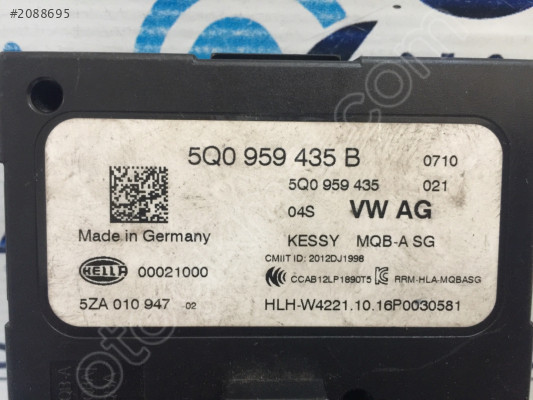 #2088695
5Q0 959 435 B 0710
5Q0 959 435 021
04S VW AG
Made in Germany
KESSY MQB-A SG
CMIIT ID: 2012DJ1998
HELLA 00021000
CCAB12LP1890T5 RRM-HLA-MQBASG
5ZA 010 947 02
HLH-W4221.10.16P0030581